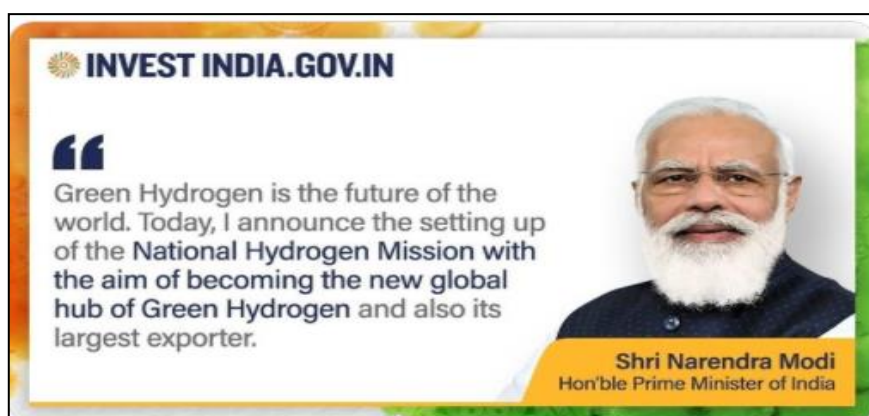 INVEST INDIA.GOV.IN
“
Green Hydrogen is the future of the
world. Today, I announce the setting up
of the National Hydrogen Mission with
the aim of becoming the new global
hub of Green Hydrogen and also its
largest exporter.
Shri Narendra Modi
Hon'ble Prime Minister of India